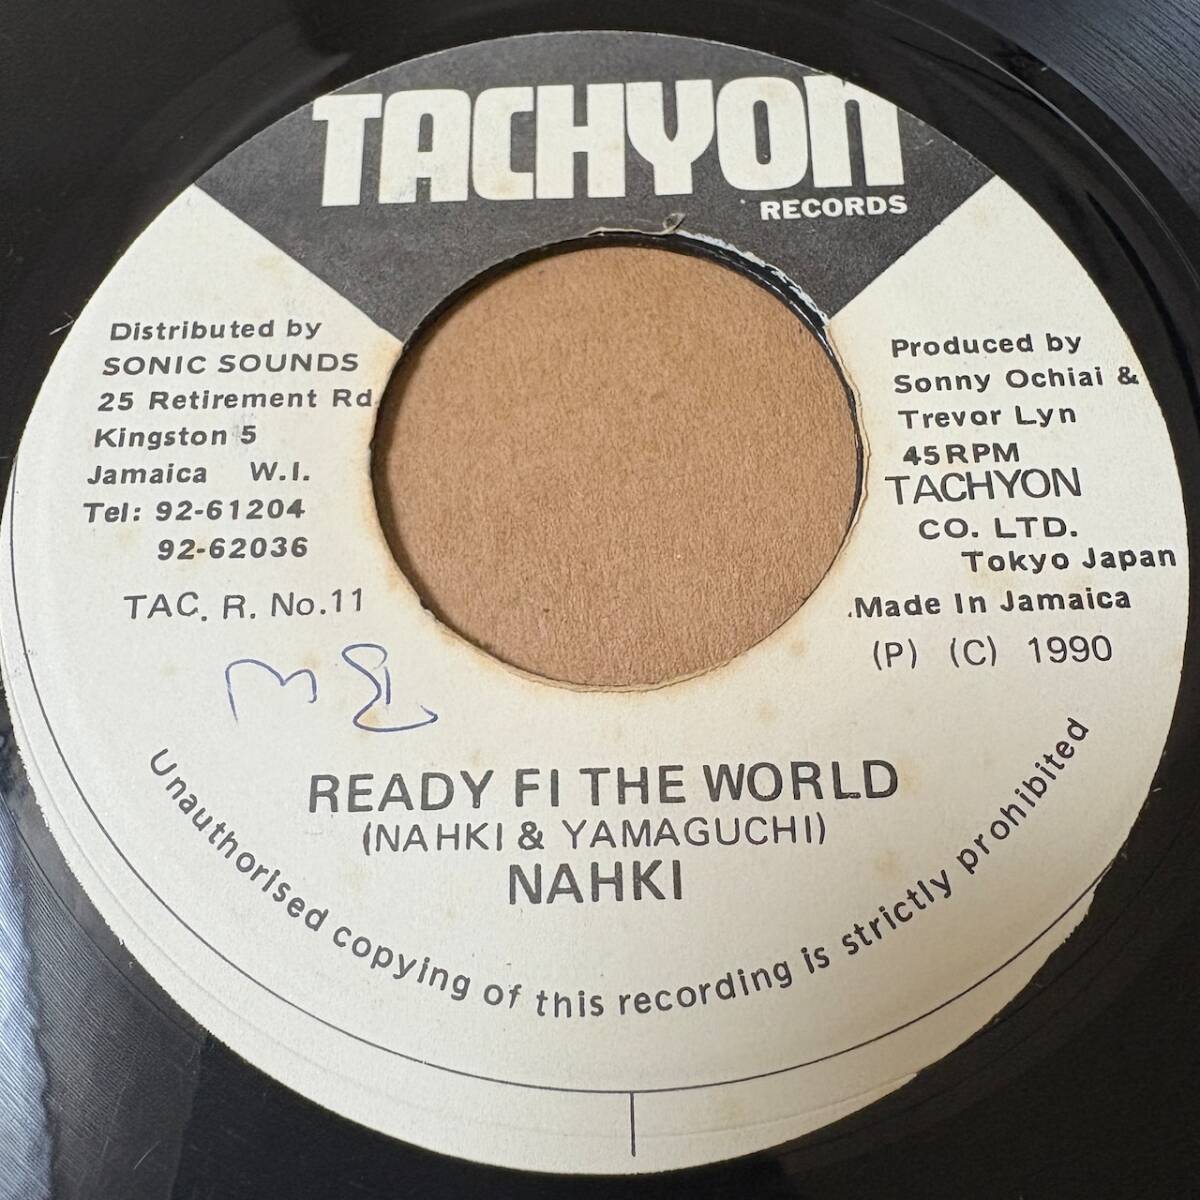 TACHYON
RECORDS
Distributed by
SONIC SOUNDS
25 Retirement Rd
Kingston 5
Jamaica W.I.
Tel: 92-61204
92-62036
TAC. R. No.11
Produced by
Sonny Ochiai &
Trevor Lyn
45RPM
TACHYON
CO. LTD.
Tokyo Japan
.Made In Jamaica
(P) (C) 1990
READY FI THE WORLD
(NAHKI & YAMAGUCHI)
NAHKI
Unauthorised copying of this recording is strictly prohibited
1